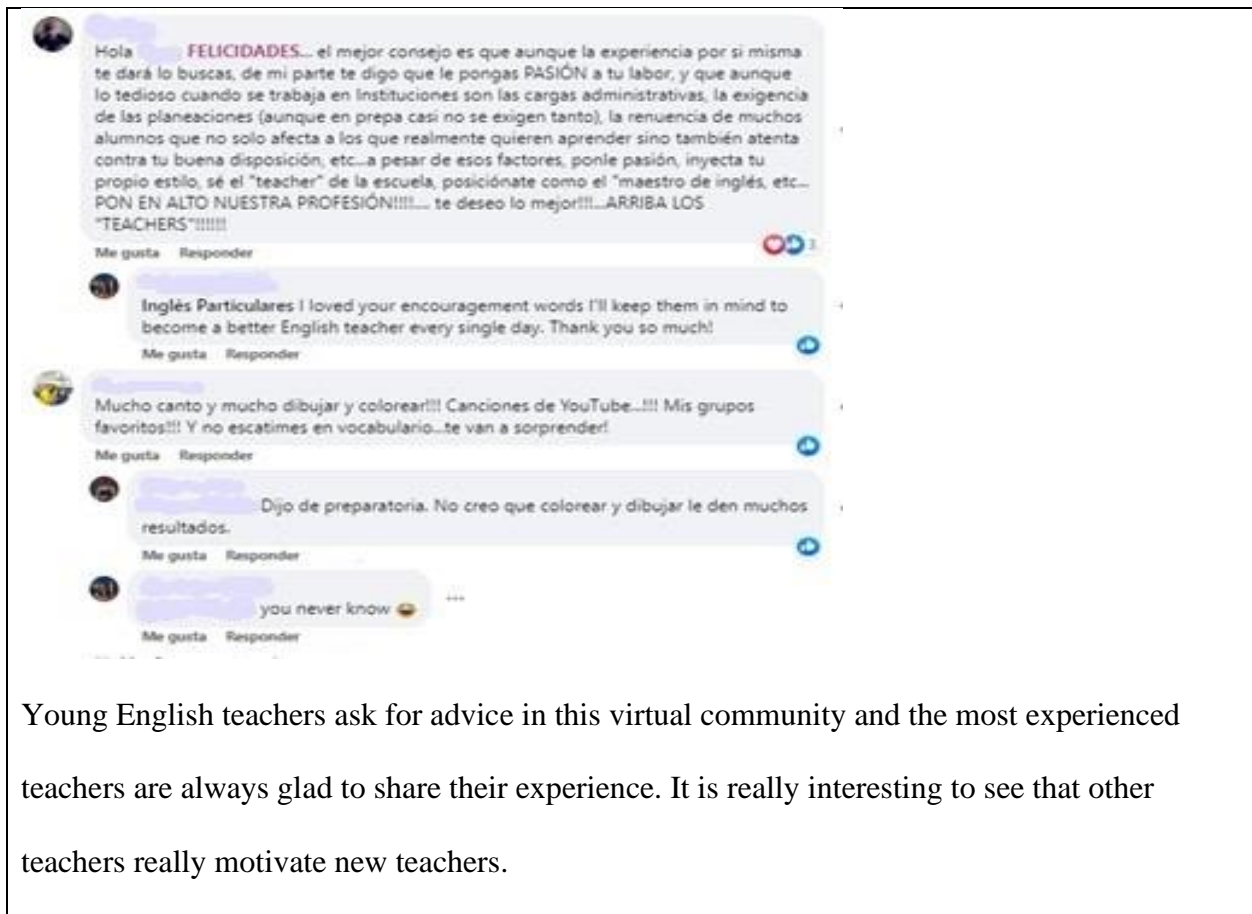 Hola FELICIDADES... el mejor consejo es que aunque la experiencia por si misma
te dará lo buscas, de mi parte te digo que le pongas PASIÓN a tu labor, y que aunque
lo tedioso cuando se trabaja en Instituciones son las cargas administrativas, la exigencia
de las planeaciones (aunque en prepa casi no se exigen tanto), la renuencia de muchos
alumnos que no solo afecta a los que realmente quieren aprender sino también atenta
contra tu buena disposición, etc...a pesar de esos factores, ponle pasión, inyecta tu
propio estilo, sé el "teacher" de la escuela, posiciónate como el "maestro de inglés, etc...
PON EN ALTO NUESTRA PROFESIÓN!!!!.... te deseo lo mejor!!!...ARRIBA LOS
"TEACHERS"!!!!!!
3
Me gusta Responder
Inglés Particulares I loved your encouragement words I'll keep them in mind to
become a better English teacher every single day. Thank you so much!
Me gusta Responder
Mucho canto y mucho dibujar y colorear!!! Canciones de YouTube...!!! Mis grupos
favoritos!!! Y no escatimes en vocabulario...te van a sorprender!
Me gusta Responder
Dijo de preparatoria. No creo que colorear y dibujar le den muchos
resultados.
Me gusta Responder
you never know 😄
Me gusta Responder
Young English teachers ask for advice in this virtual community and the most experienced
teachers are always glad to share their experience. It is really interesting to see that other
teachers really motivate new teachers.